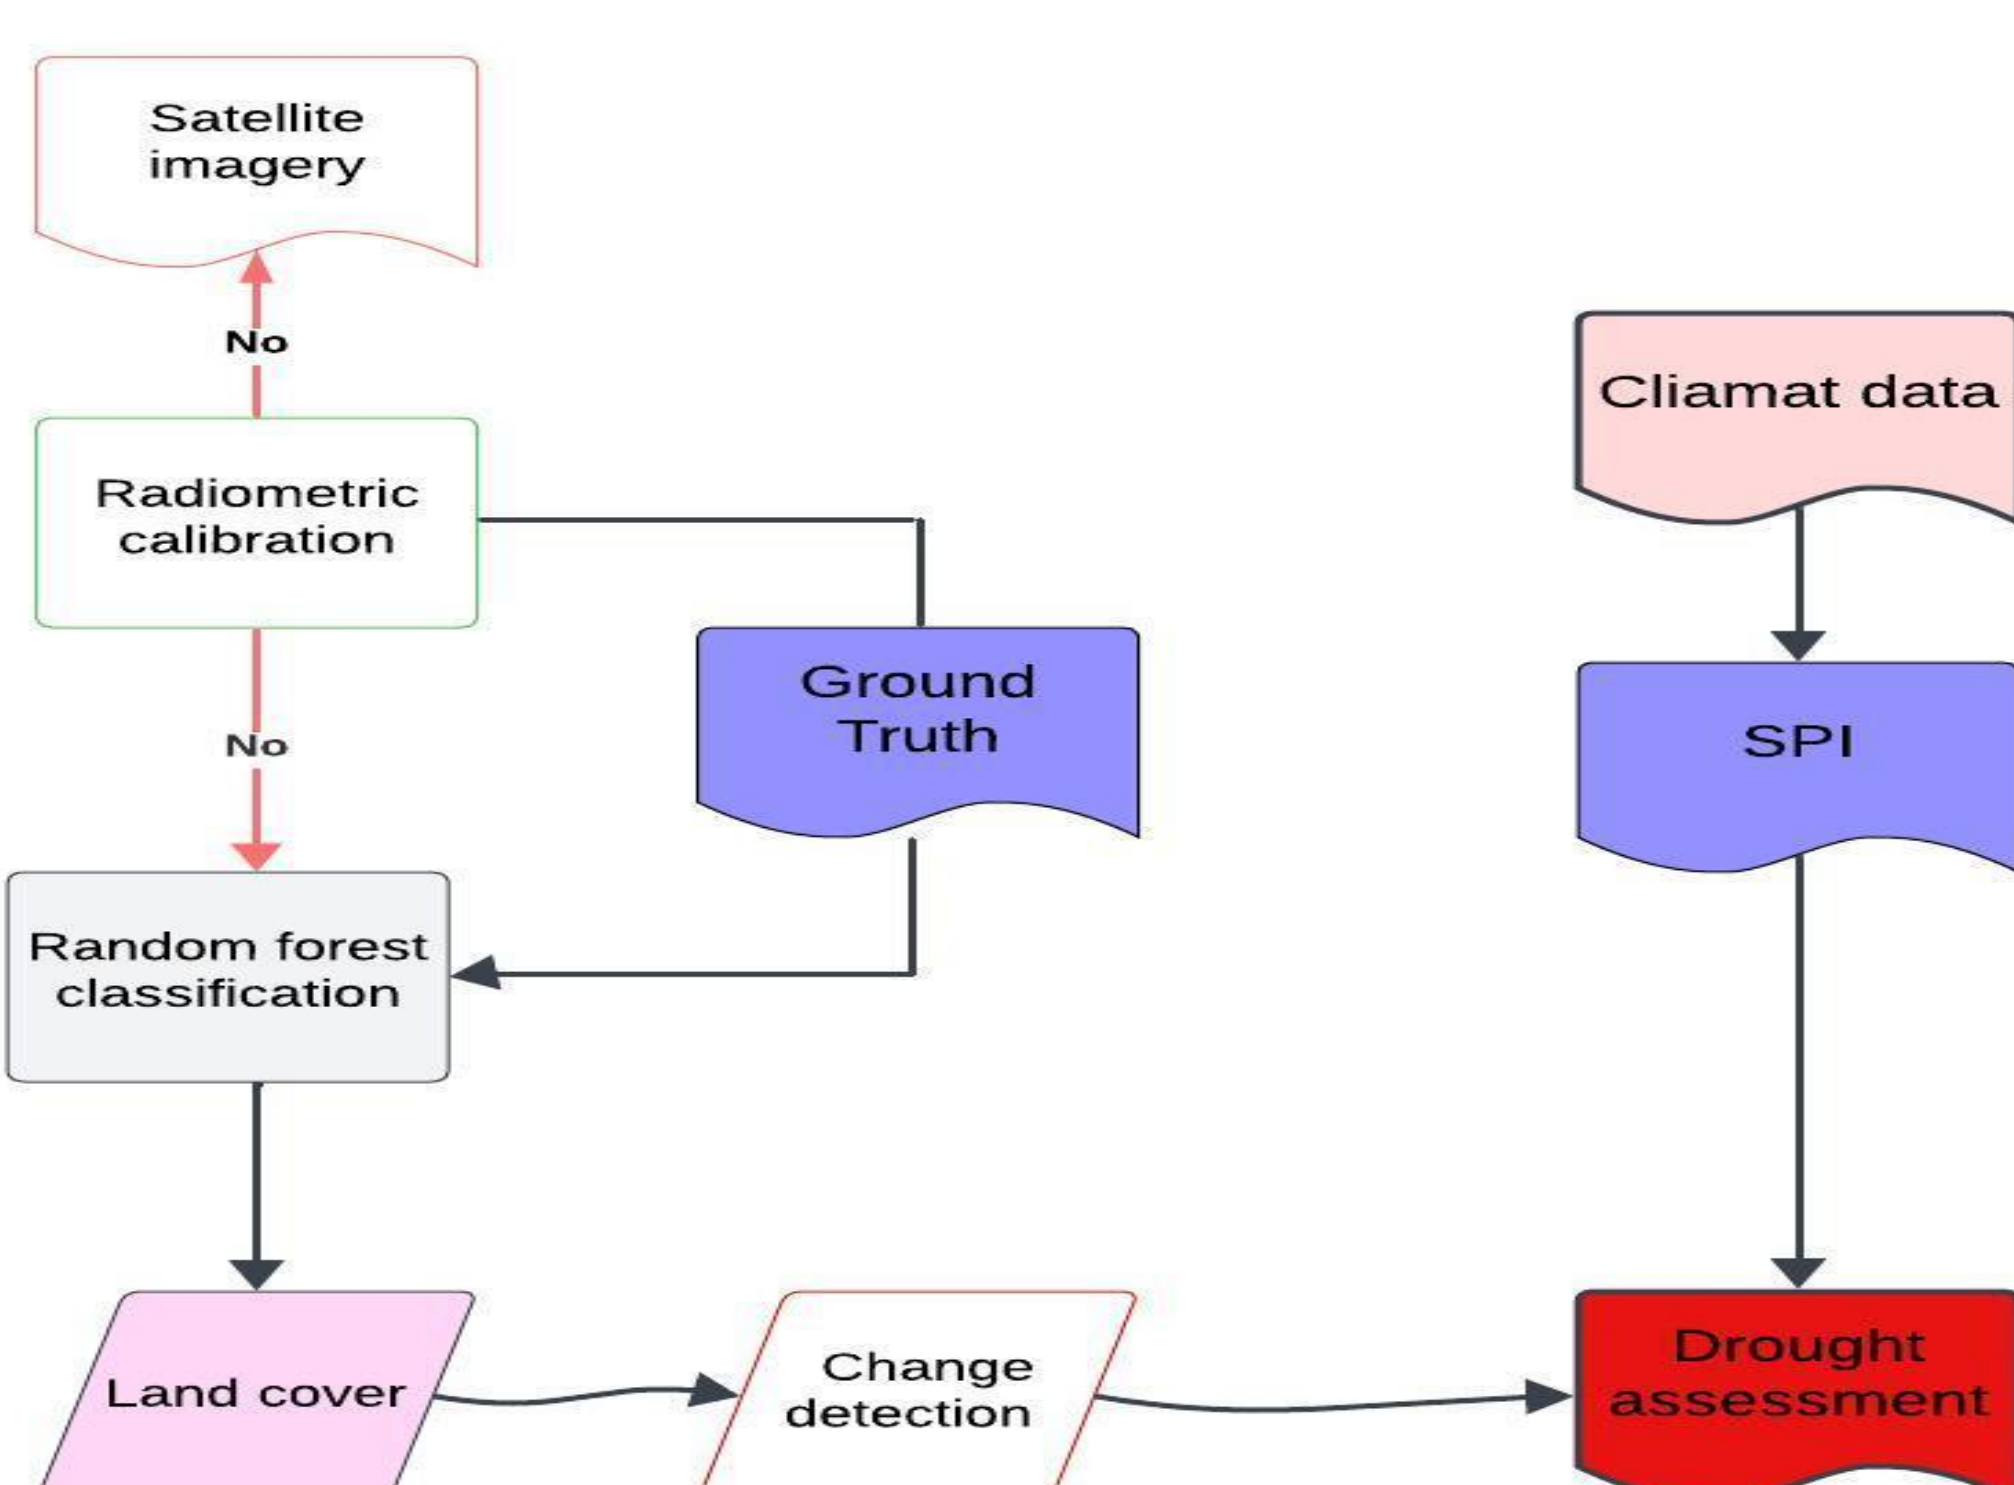 Satellite
imagery
No
Radiometric
calibration
No
Ground
Truth
Random forest
classification
Land cover
Change
detection
Cliamat data
SPI
Drought
assessment